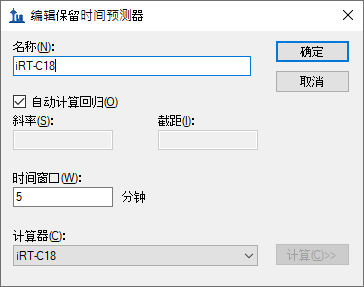 编辑保留时间预测器
名称(N):
iRT-C18
确定
取消
自动计算回归(O)
斜率(S):
截距(I):
时间窗口(W):
5
分钟
计算器(C):
iRT-C18
计算(C)>>